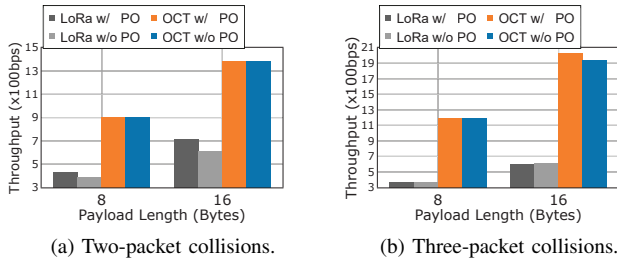 LoRa w/ PO OCT w/ PO
LoRa w/o PO OCT w/o PO
Throughput (x100bps)
15
13
11
9
7
5
3
8 16
Payload Length (Bytes)
(a) Two-packet collisions.
LoRa w/ PO OCT w/ PO
LoRa w/o PO OCT w/o PO
Throughput (x100bps)
21
19
17
15
13
11
9
7
5
3
8 16
Payload Length (Bytes)
(b) Three-packet collisions.